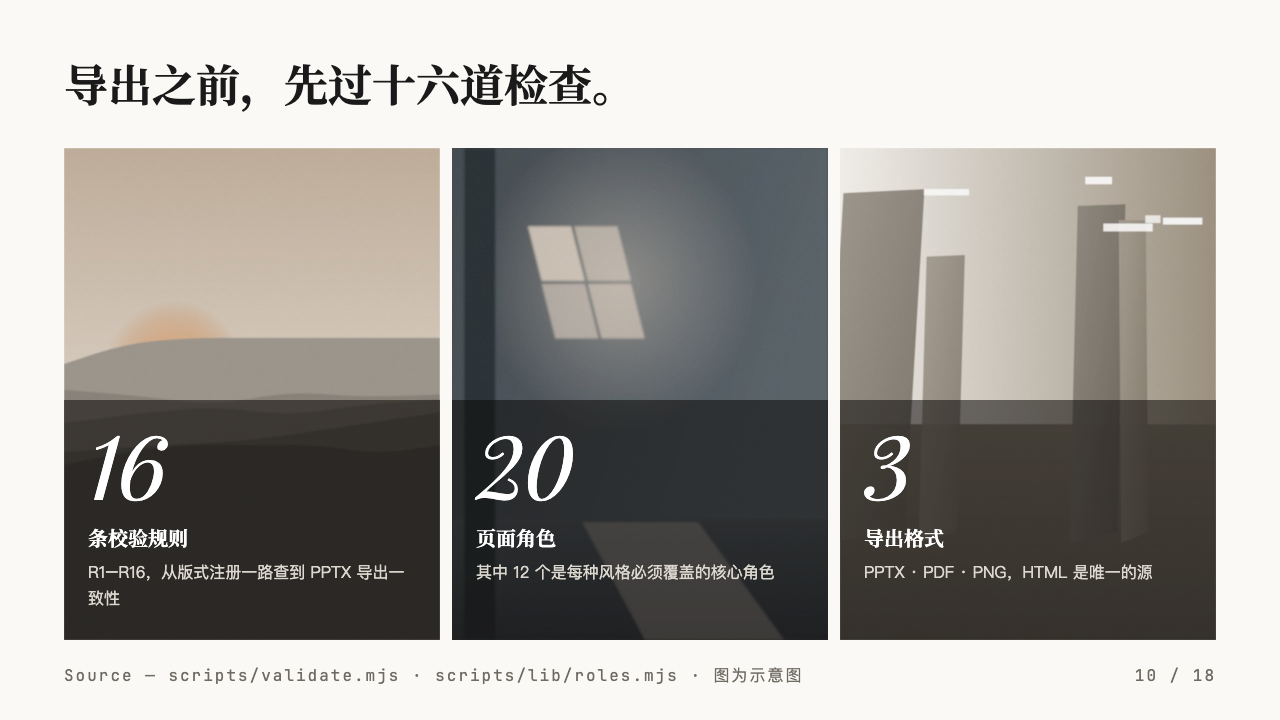 导出之前，先过十六道检查。
16
条校验规则
R1—R16，从版式注册一路查到 PPTX 导出一
致性
20
页面角色
其中 12 个是每种风格必须覆盖的核心角色
3
导出格式
PPTX · PDF · PNG，HTML 是唯一的源
Source — scripts/validate.mjs · scripts/lib/roles.mjs · 图为示意图
10 / 18